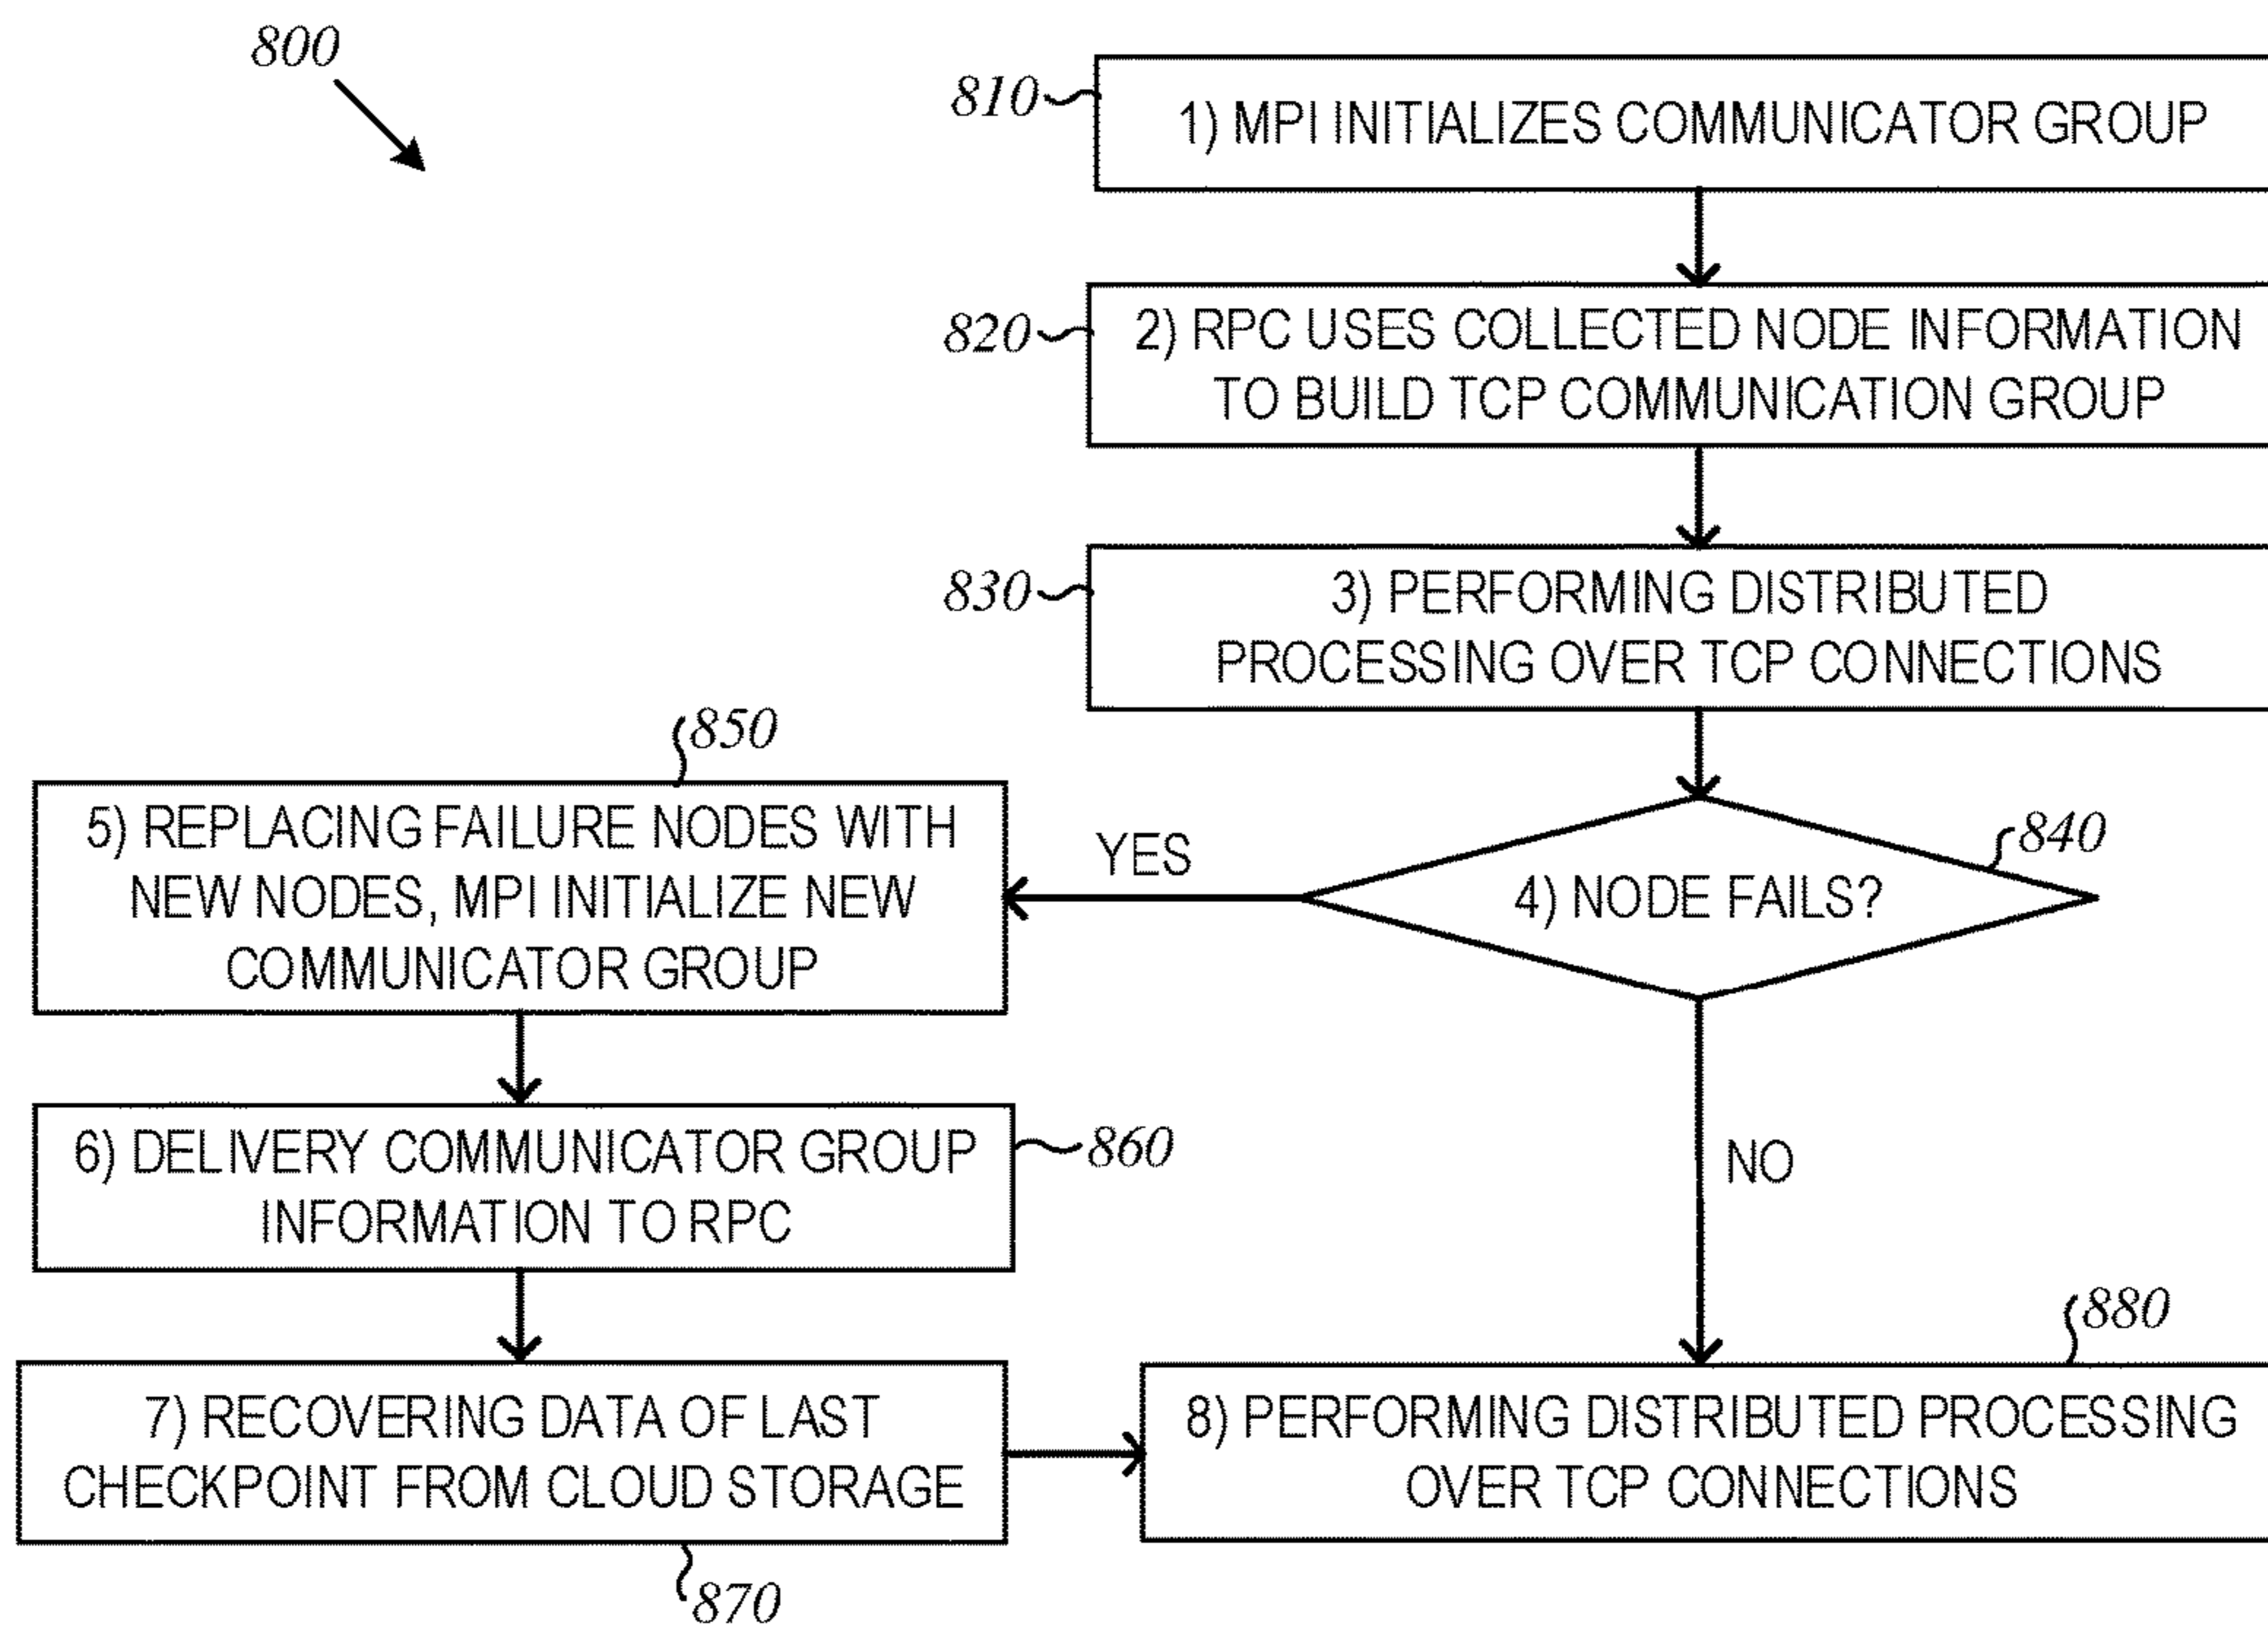 800
810
1) MPI INITIALIZES COMMUNICATOR GROUP
820
2) RPC USES COLLECTED NODE INFORMATION
TO BUILD TCP COMMUNICATION GROUP
830
3) PERFORMING DISTRIBUTED
PROCESSING OVER TCP CONNECTIONS
840
4) NODE FAILS?
YES
NO
850
5) REPLACING FAILURE NODES WITH
NEW NODES, MPI INITIALIZE NEW
COMMUNICATOR GROUP
860
6) DELIVERY COMMUNICATOR GROUP
INFORMATION TO RPC
7) RECOVERING DATA OF LAST
CHECKPOINT FROM CLOUD STORAGE
870
880
8) PERFORMING DISTRIBUTED PROCESSING
OVER TCP CONNECTIONS